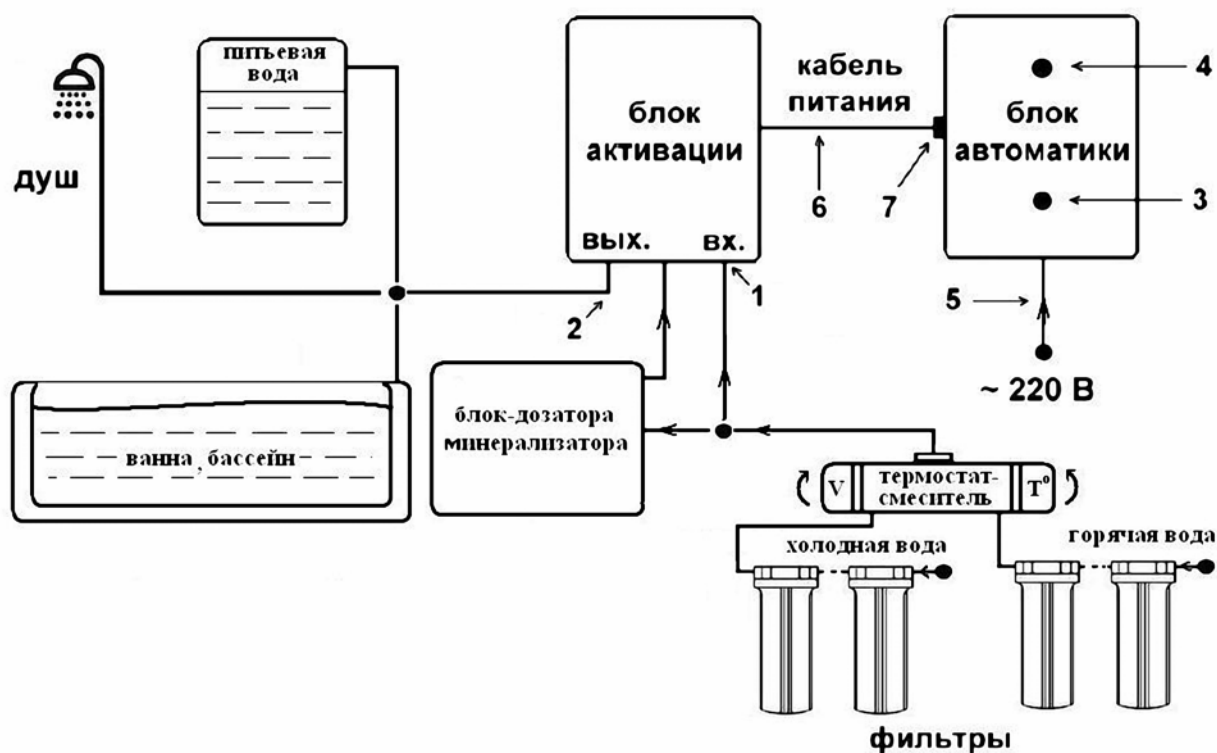 питьевая
вода
душ
блок
активации
вых.
вх.
кабель
питания
блок
автоматики
4
3
6
7
5
1
2
~ 220 В
блок-дозатора
минерализатора
ванна, бассейн
V
термостат-
смеситель
Tº
холодная вода
горячая вода
фильтры